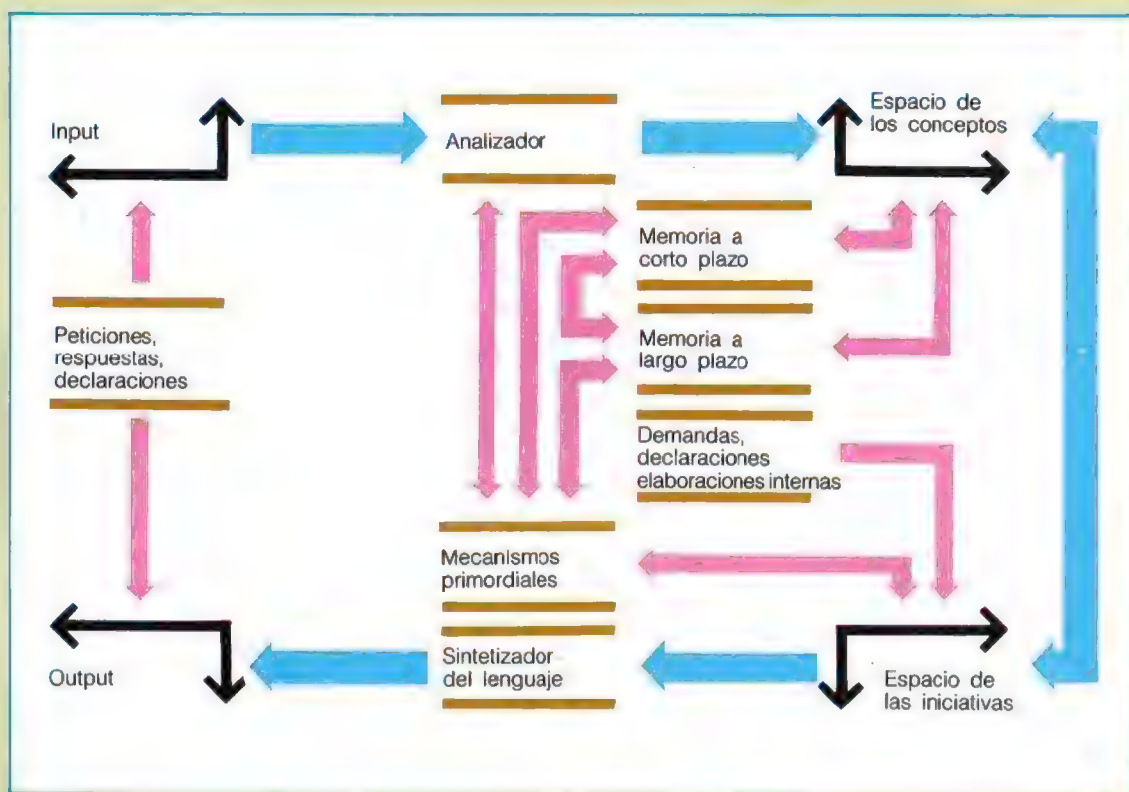 Input
Analizador
Espacio de
los conceptos
Memoria a
corto plazo
Peticiones,
respuestas,
declaraciones
Memoria a
largo plazo
Demandas,
declaraciones
elaboraciones internas
Mecanismos
primordiales
Output
Sintetizador
del lenguaje
Espacio de
las iniciativas